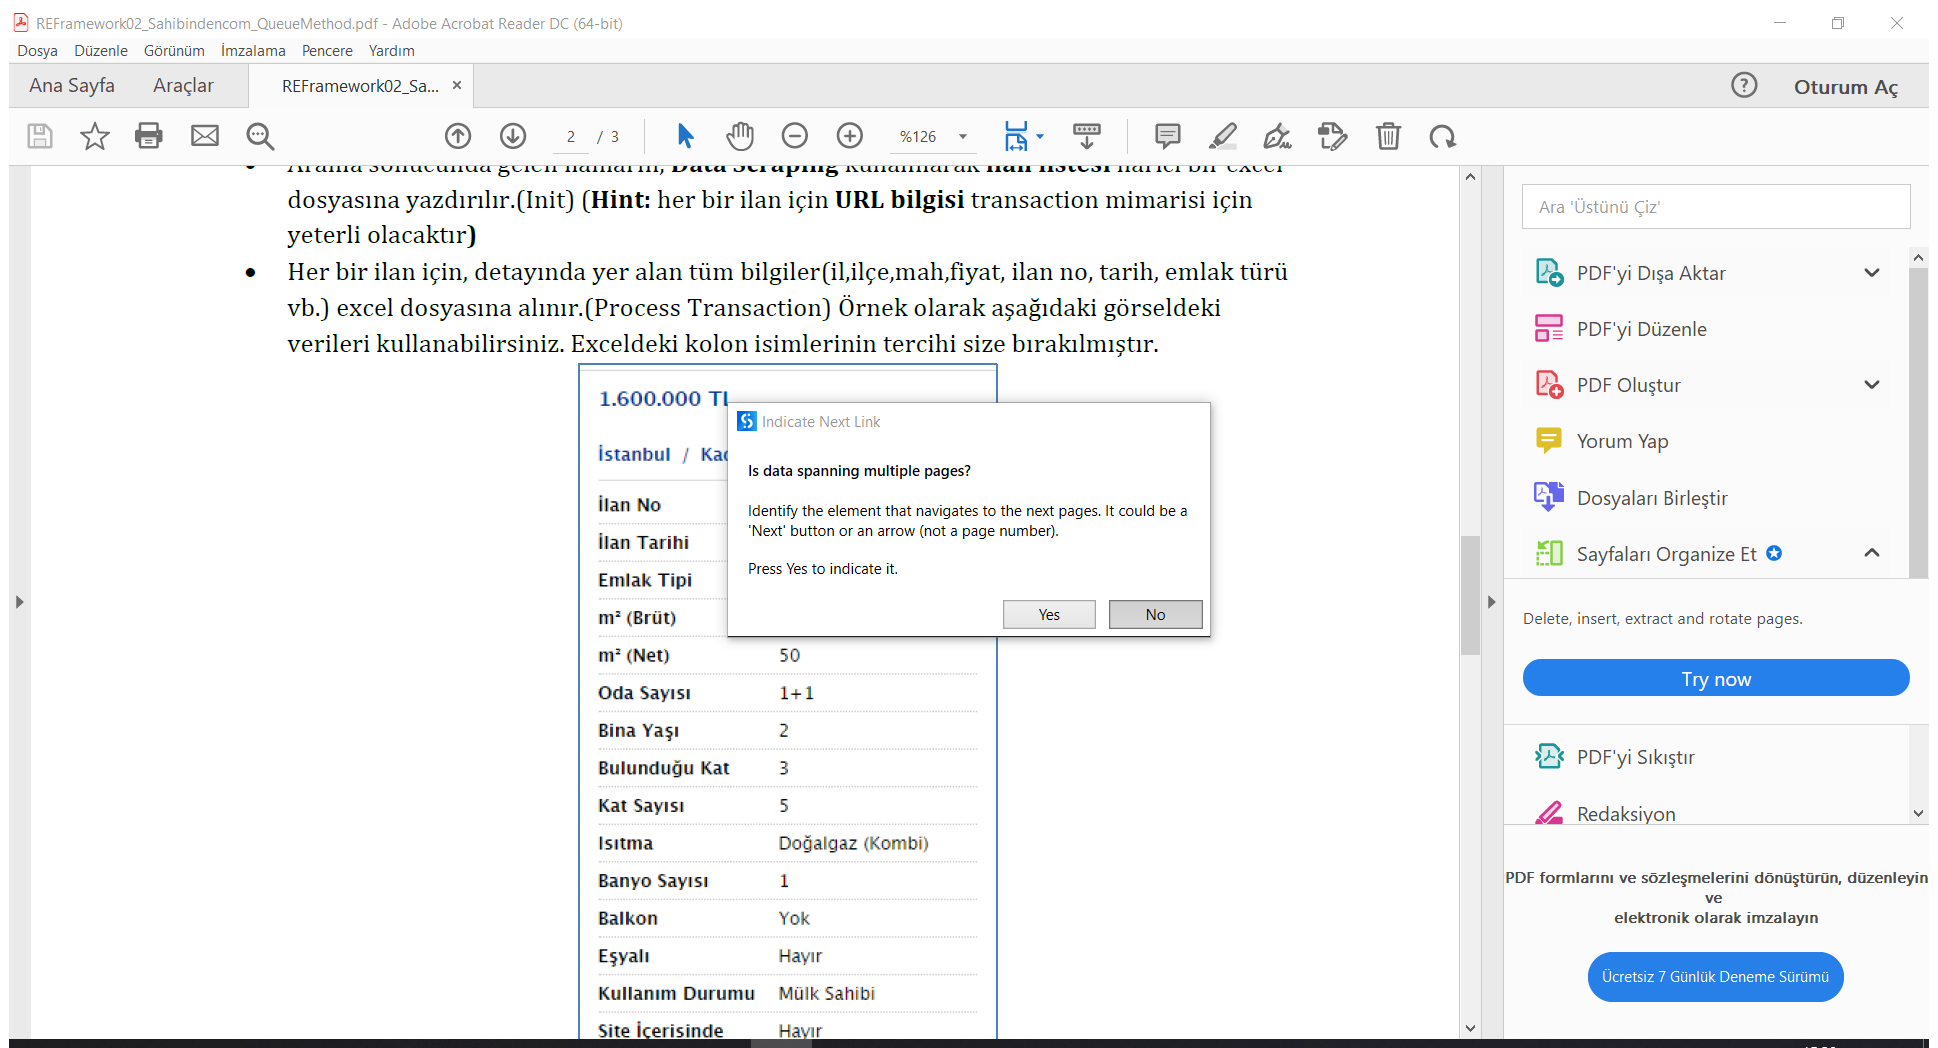 REFramework02_Sahibindencom_QueueMethod.pdf - Adobe Acrobat Reader DC (64-bit)
Dosya Düzenle Görünüm İmzalama Pencere Yardım
Ana Sayfa Araçlar REFramework02_Sa... × ? Oturum Aç
2 / 3 %126
Arama sonucunda gelen ilanların, Data Scraping kullanılarak ilan listesi harici bir excel
dosyasına yazdırılır.(Init) (Hint: her bir ilan için URL bilgisi transaction mimarisi için
yeterli olacaktır)
• Her bir ilan için, detayında yer alan tüm bilgiler(il,ilçe,mah,fiyat, ilan no, tarih, emlak türü
vb.) excel dosyasına alınır.(Process Transaction) Örnek olarak aşağıdaki görseldeki
verileri kullanabilirsiniz. Exceldeki kolon isimlerinin tercihi size bırakılmıştır.
1.600.000 TL
İstanbul / Kad
İlan No
İlan Tarihi
Emlak Tipi
m² (Brüt)
m² (Net) 50
Oda Sayısı 1+1
Bina Yaşı 2
Bulunduğu Kat 3
Kat Sayısı 5
Isıtma Doğalgaz (Kombi)
Banyo Sayısı 1
Balkon Yok
Eşyalı Hayır
Kullanım Durumu Mülk Sahibi
Site İçerisinde Hayır
Indicate Next Link
Is data spanning multiple pages?
Identify the element that navigates to the next pages. It could be a
'Next' button or an arrow (not a page number).
Press Yes to indicate it.
Yes No
Ara 'Üstünü Çiz'
PDF'yi Dışa Aktar
PDF'yi Düzenle
PDF Oluştur
Yorum Yap
Dosyaları Birleştir
Sayfaları Organize Et
Delete, insert, extract and rotate pages.
Try now
PDF'yi Sıkıştır
Redaksiyon
PDF formlarını ve sözleşmelerini dönüştürün, düzenleyin
ve
elektronik olarak imzalayın
Ücretsiz 7 Günlük Deneme Sürümü